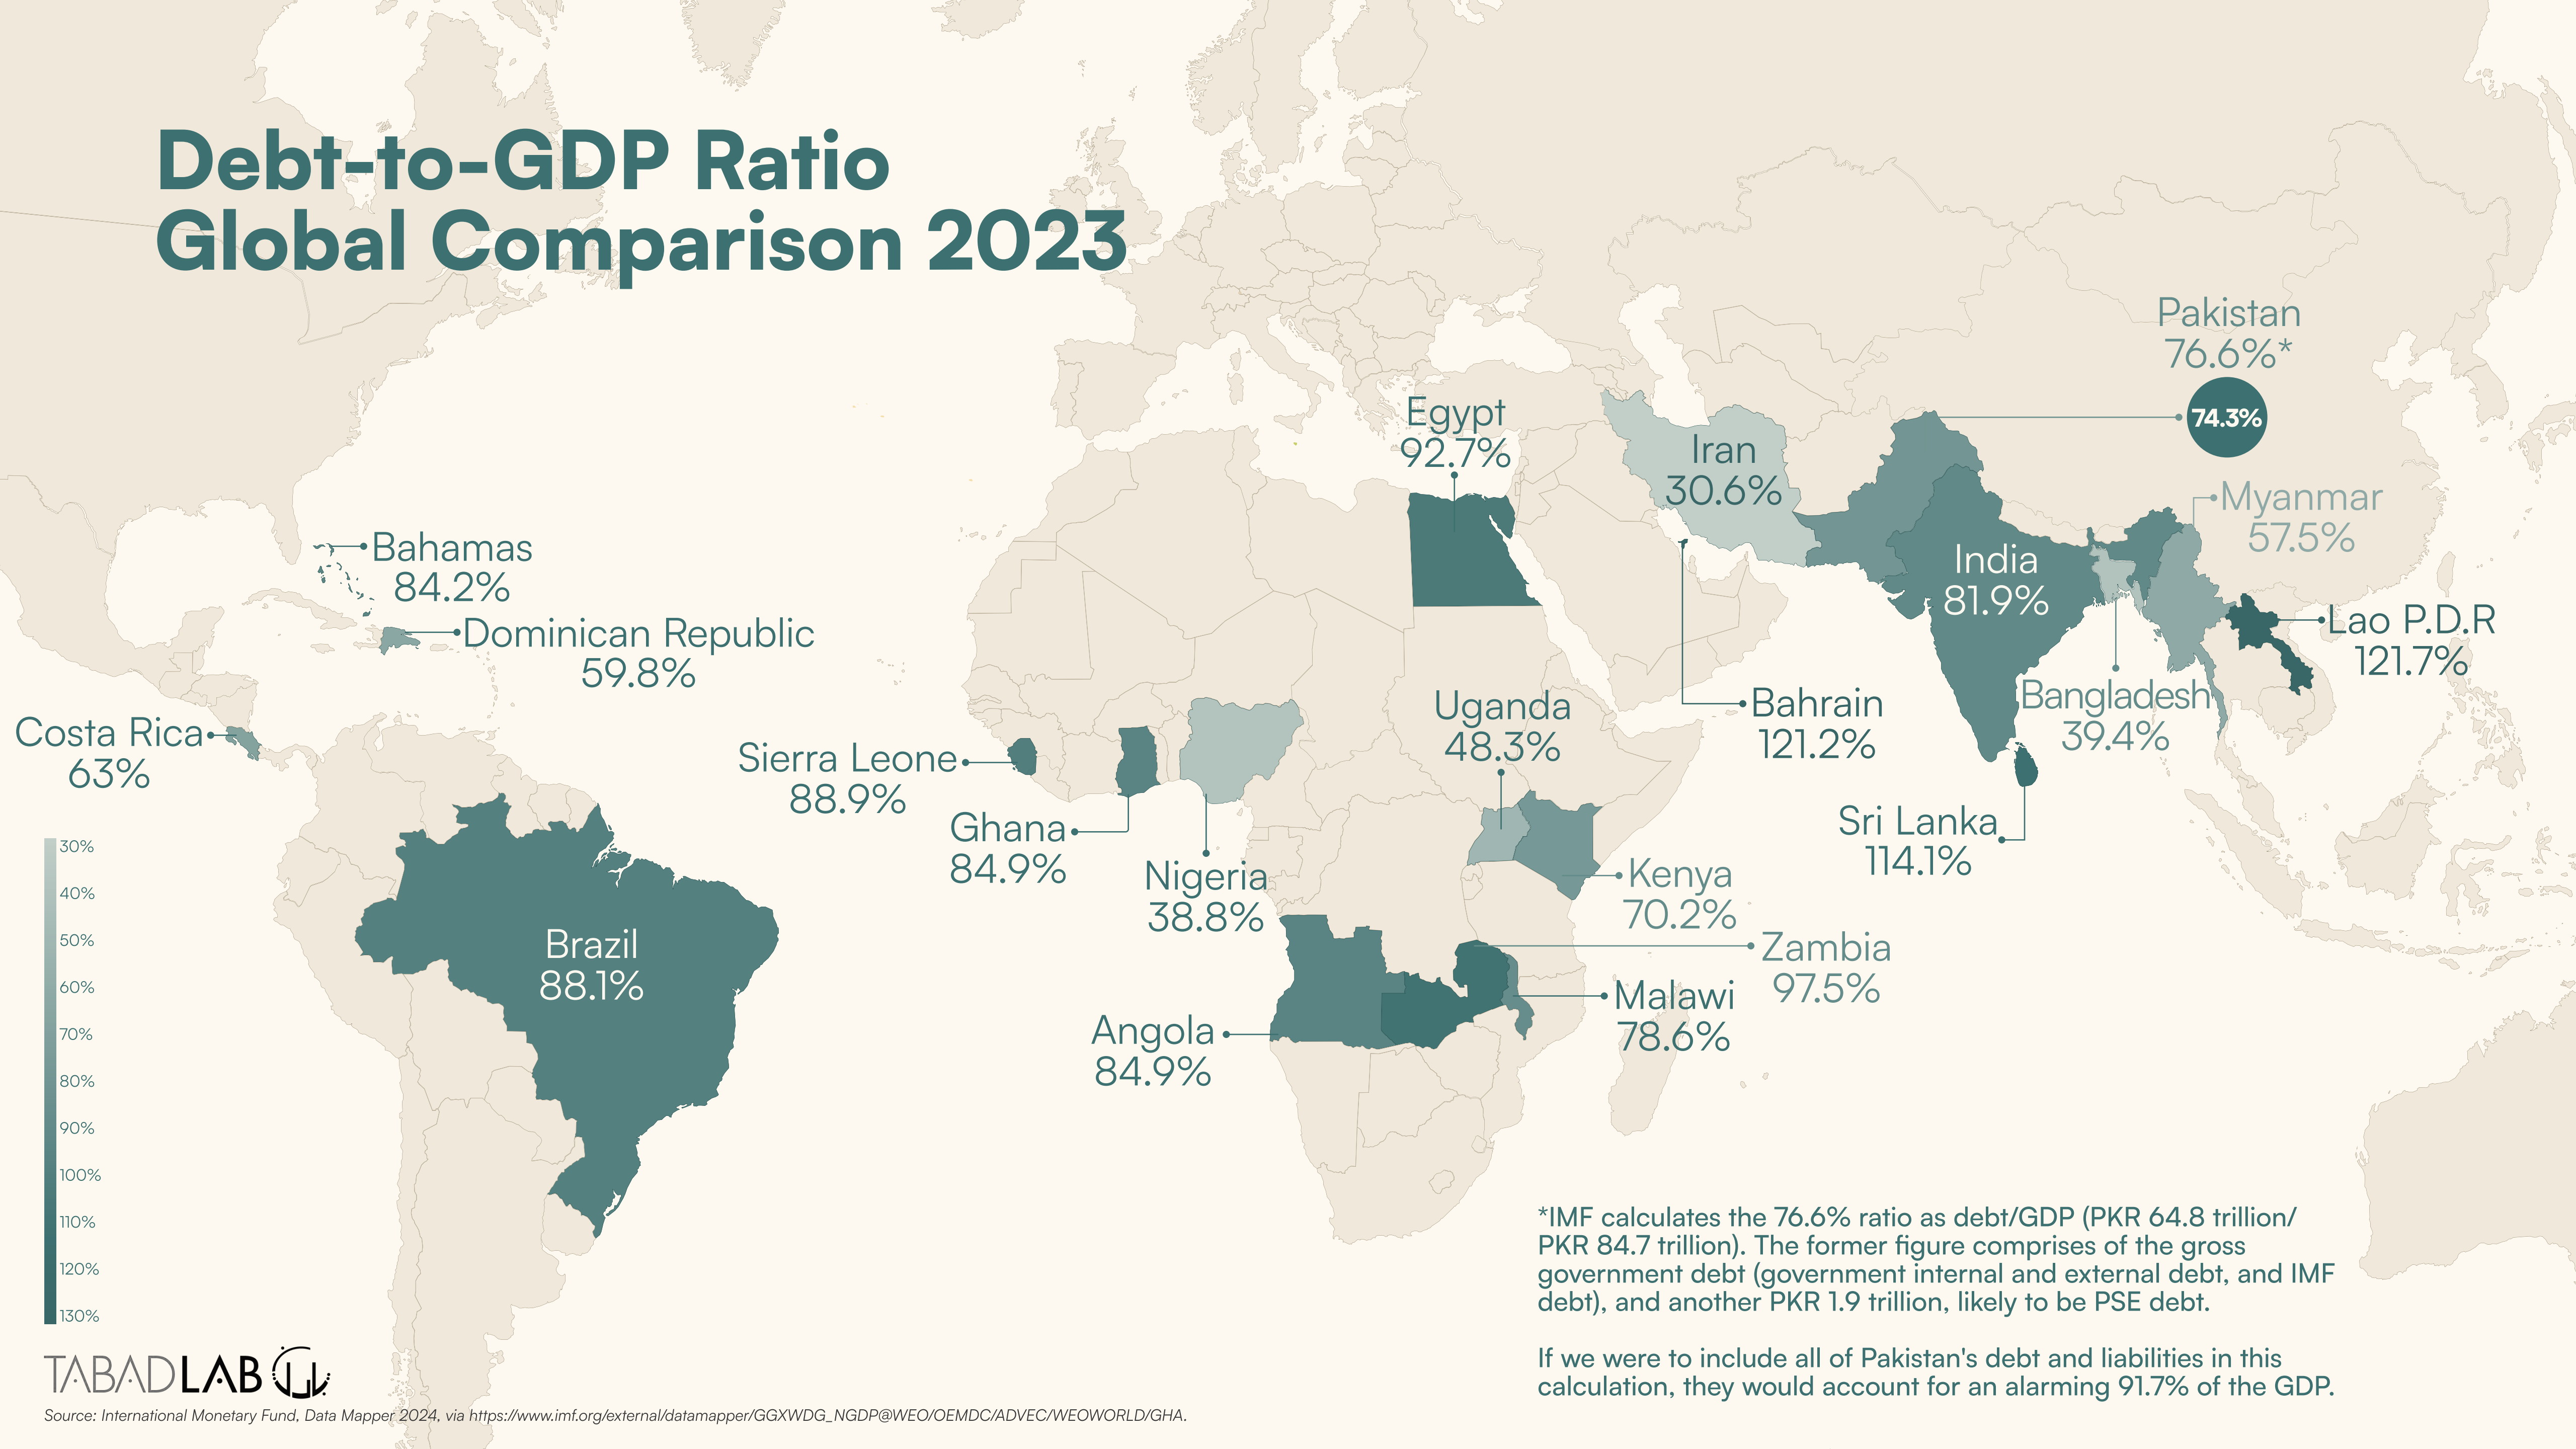 Debt-to-GDP Ratio
Global Comparison 2023
Pakistan
76.6%*
74.3%
Egypt
92.7%
Iran
30.6%
Myanmar
57.5%
Bahamas
84.2%
India
81.9%
Dominican Republic
59.8%
Lao P.D.R
121.7%
Costa Rica
63%
Sierra Leone
88.9%
Uganda
48.3%
Bahrain
121.2%
Bangladesh
39.4%
Ghana
84.9%
Nigeria
38.8%
Sri Lanka
114.1%
Kenya
70.2%
Brazil
88.1%
Zambia
97.5%
Malawi
78.6%
Angola
84.9%
30%
40%
50%
60%
70%
80%
90%
100%
110%
120%
130%
*IMF calculates the 76.6% ratio as debt/GDP (PKR 64.8 trillion/
PKR 84.7 trillion). The former figure comprises of the gross
government debt (government internal and external debt, and IMF
debt), and another PKR 1.9 trillion, likely to be PSE debt.
If we were to include all of Pakistan's debt and liabilities in this
calculation, they would account for an alarming 91.7% of the GDP.
TABADLAB
Source: International Monetary Fund, Data Mapper 2024, via https://www.imf.org/external/datamapper/GGXWDG_NGDP@WEO/OEMDC/ADVEC/WEOWORLD/GHA.